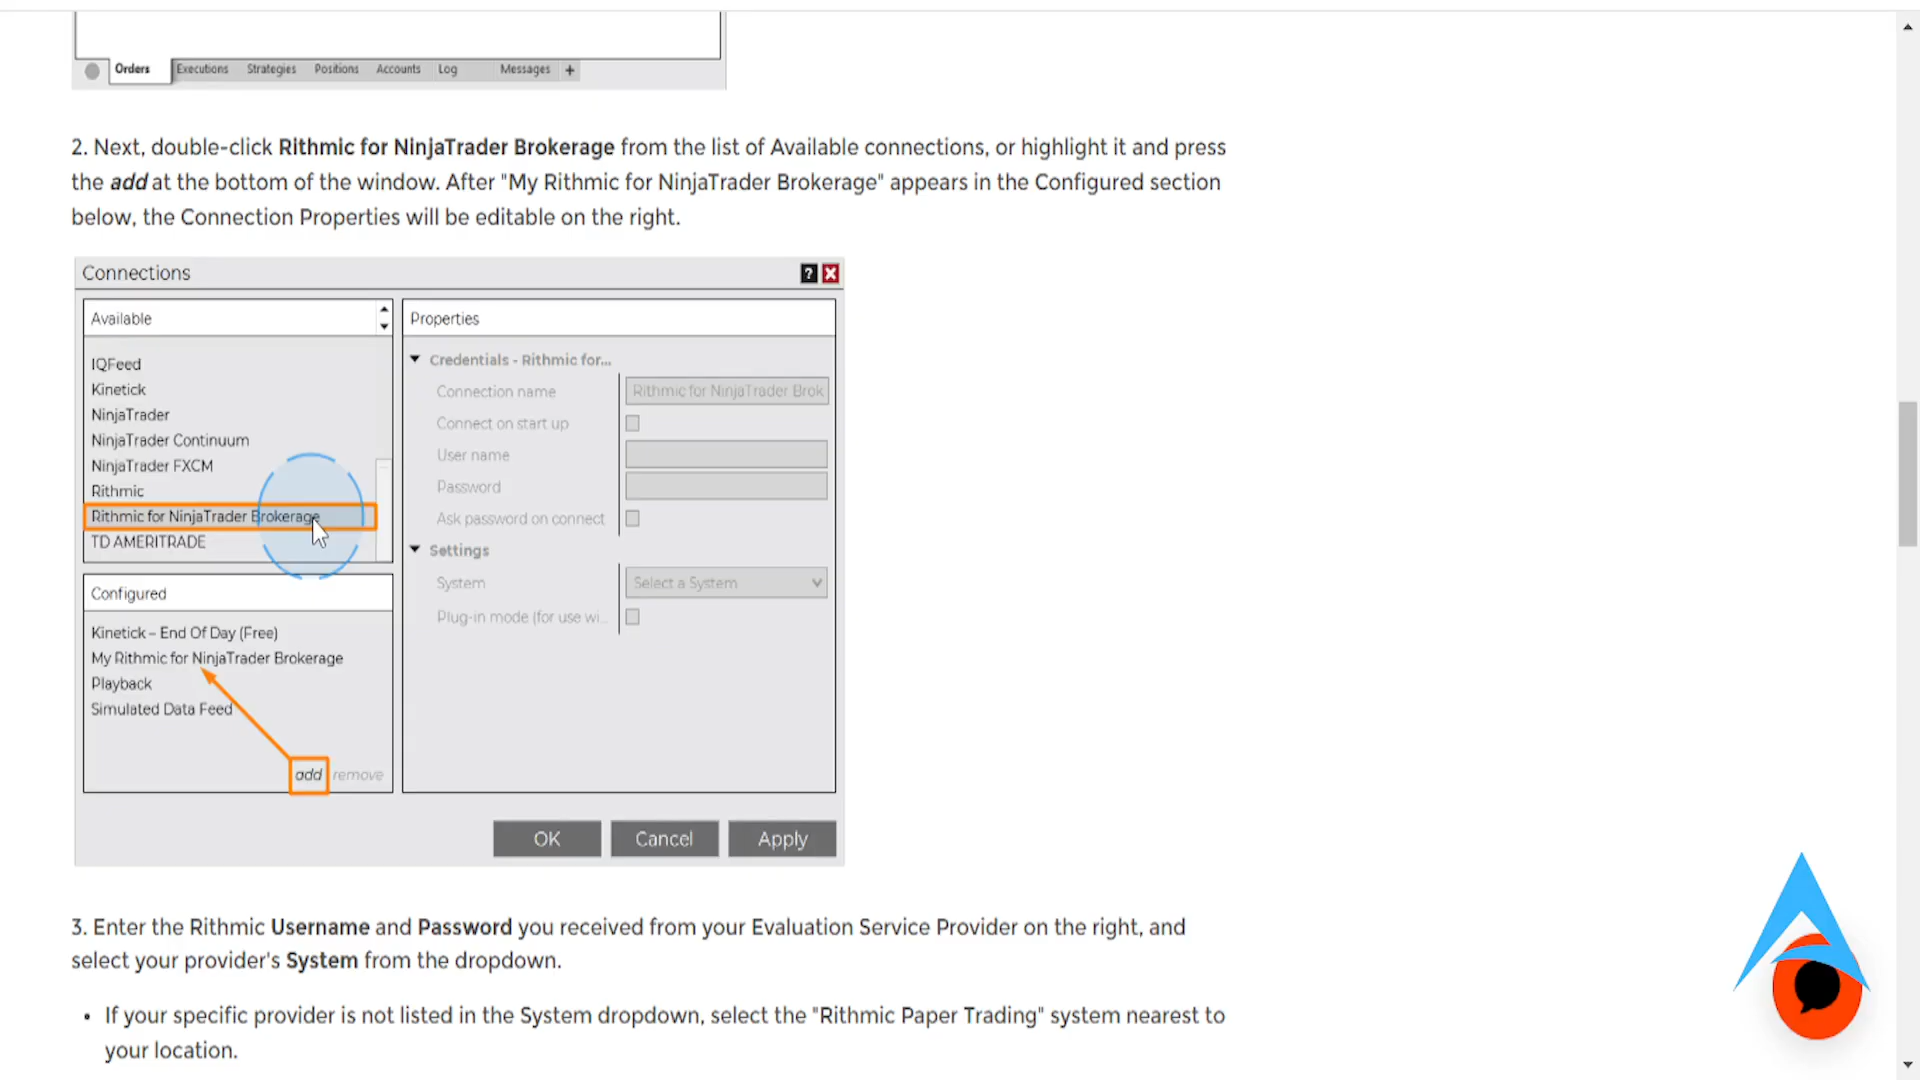 Orders Executions Strategies Positions Accounts Log Messages +
2. Next, double-click Rithmic for NinjaTrader Brokerage from the list of Available connections, or highlight it and press
the add at the bottom of the window. After "My Rithmic for NinjaTrader Brokerage" appears in the Configured section
below, the Connection Properties will be editable on the right.
Connections ?
Available
IQFeed
Kinetick
NinjaTrader
NinjaTrader Continuum
NinjaTrader FXCM
Rithmic
Rithmic for NinjaTrader Brokerage
TD AMERITRADE
Configured
Kinetick – End Of Day (Free)
My Rithmic for NinjaTrader Brokerage
Playback
Simulated Data Feed
add remove
Properties
Credentials - Rithmic for...
Connection name Rithmic for NinjaTrader Brok
Connect on start up
User name
Password
Ask password on connect
Settings
System Select a System
Plug-in mode (for use wi...
OK Cancel Apply
3. Enter the Rithmic Username and Password you received from your Evaluation Service Provider on the right, and
select your provider's System from the dropdown.
• If your specific provider is not listed in the System dropdown, select the "Rithmic Paper Trading" system nearest to
your location.